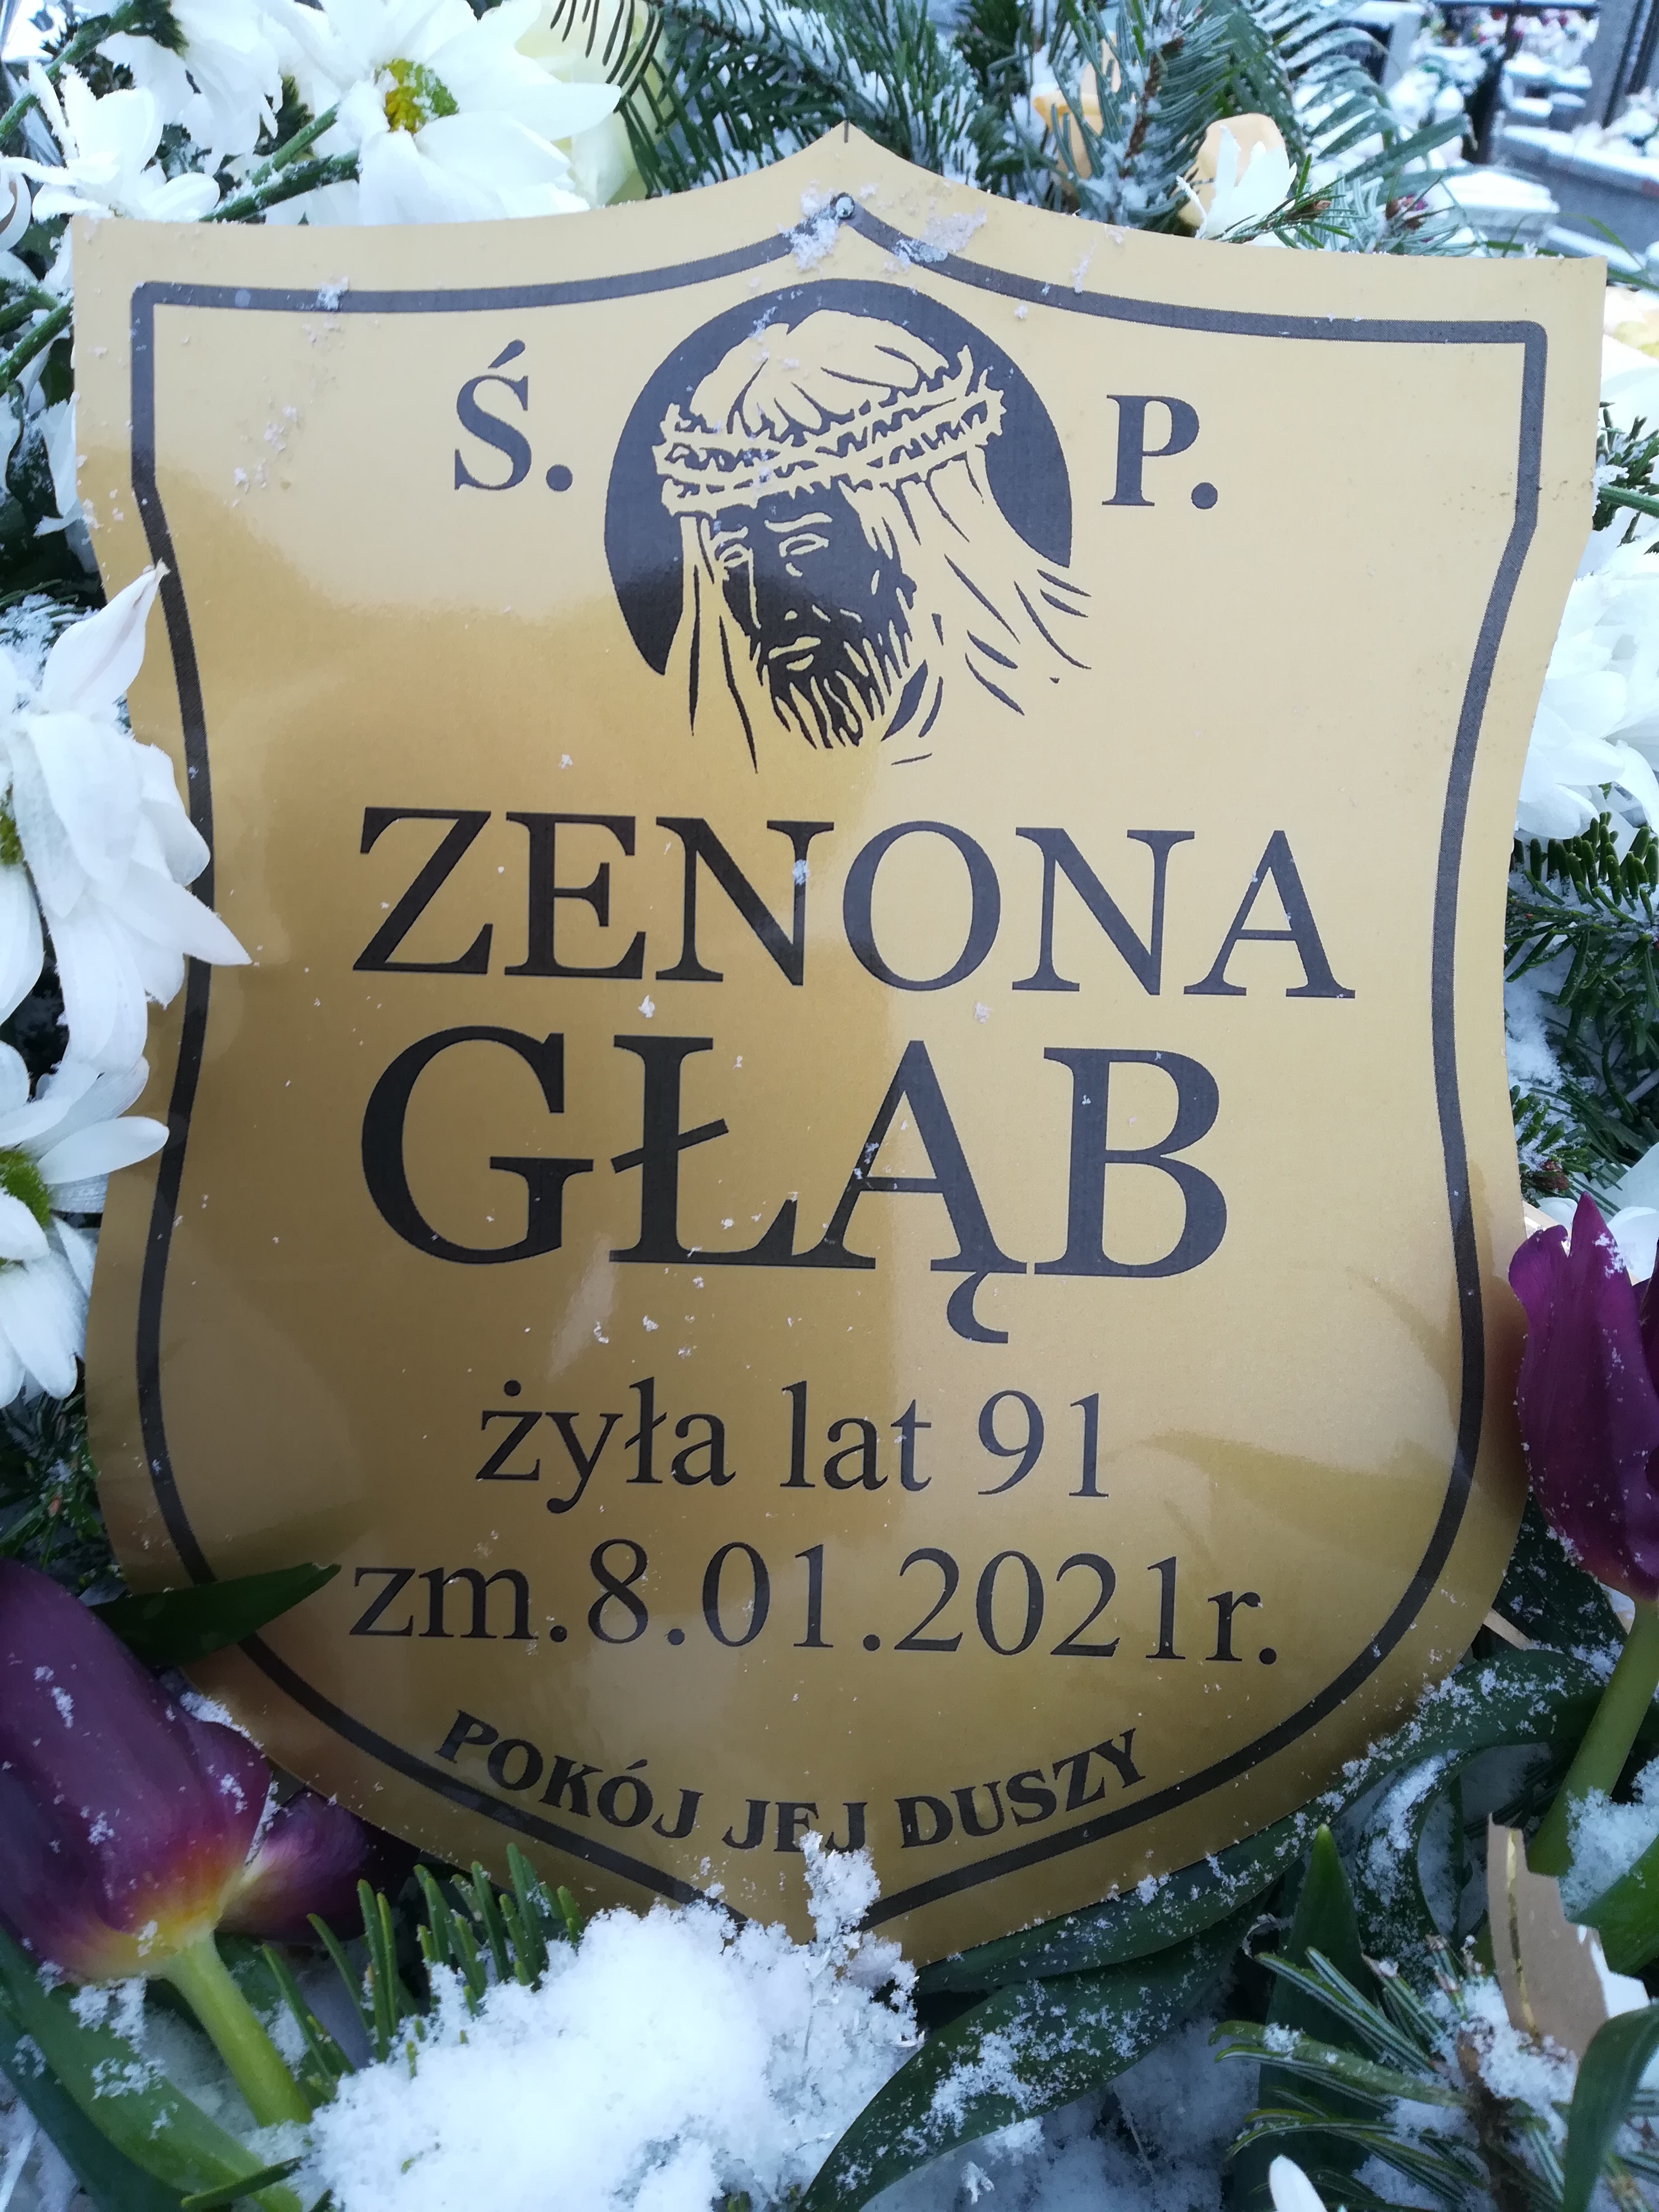 Ś. P.
ZENONA
GŁĄB
żyła lat 91
zm.8.01.2021r.
POKÓJ JEJ DUSZY